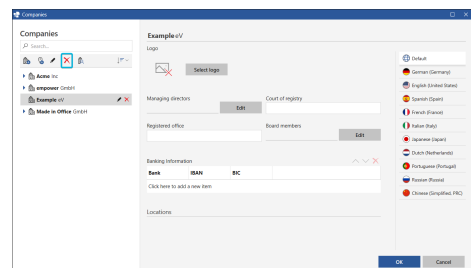 Companies
Companies
Search...
Acme Inc
empower GmbH
Example eV
Made in Office GmbH
Example eV
Logo
Select logo
Managing directors
Edit
Court of registry
Registered office
Board members
Edit
Banking information
Bank IBAN BIC
Click here to add a new item
Locations
Default
German (Germany)
English (United States)
Spanish (Spain)
French (France)
Italian (Italy)
Japanese (Japan)
Dutch (Netherlands)
Portuguese (Portugal)
Russian (Russia)
Chinese (Simplified, PRC)
OK Cancel